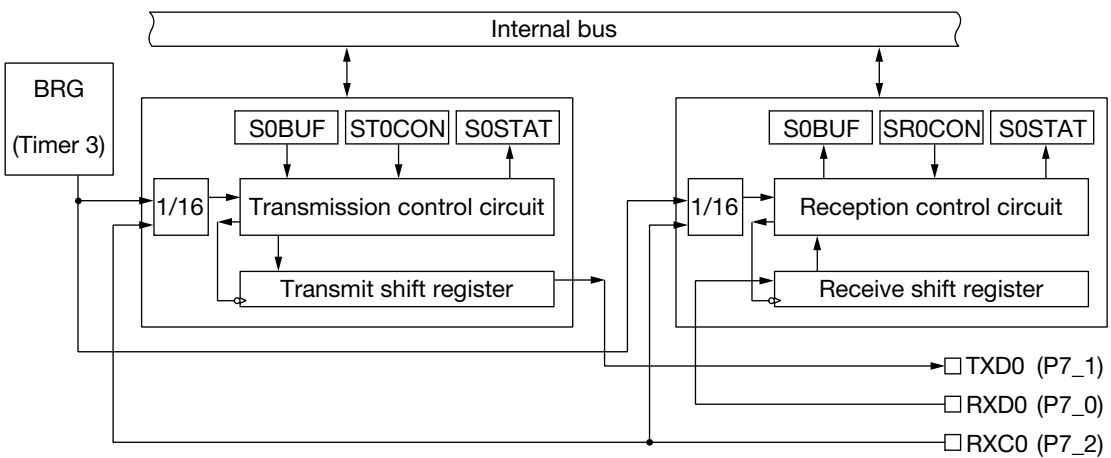 Internal bus
BRG
(Timer 3)
S0BUF ST0CON S0STAT
1/16
Transmission control circuit
Transmit shift register
S0BUF SR0CON S0STAT
1/16
Reception control circuit
Receive shift register
TXD0 (P7_1)
RXD0 (P7_0)
RXC0 (P7_2)